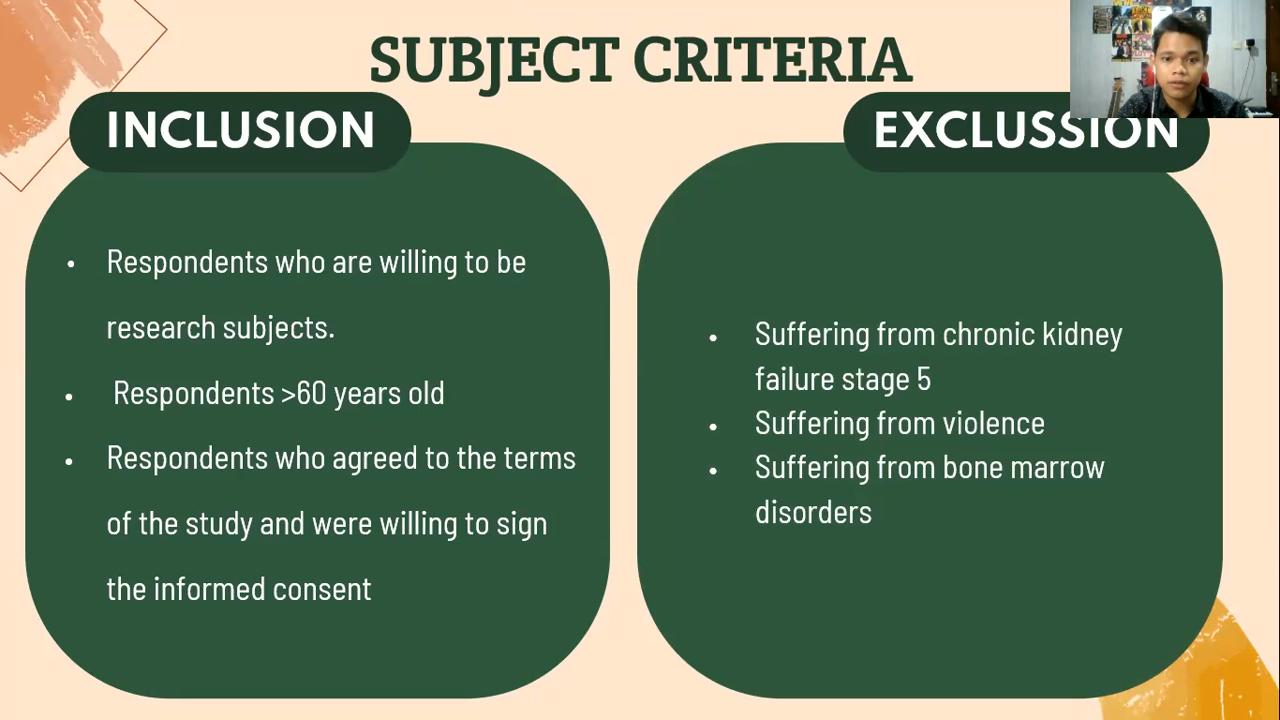 SUBJECT CRITERIA
INCLUSION
• Respondents who are willing to be
research subjects.
• Respondents >60 years old
• Respondents who agreed to the terms
of the study and were willing to sign
the informed consent
EXCLUSSION
• Suffering from chronic kidney
failure stage 5
• Suffering from violence
• Suffering from bone marrow
disorders